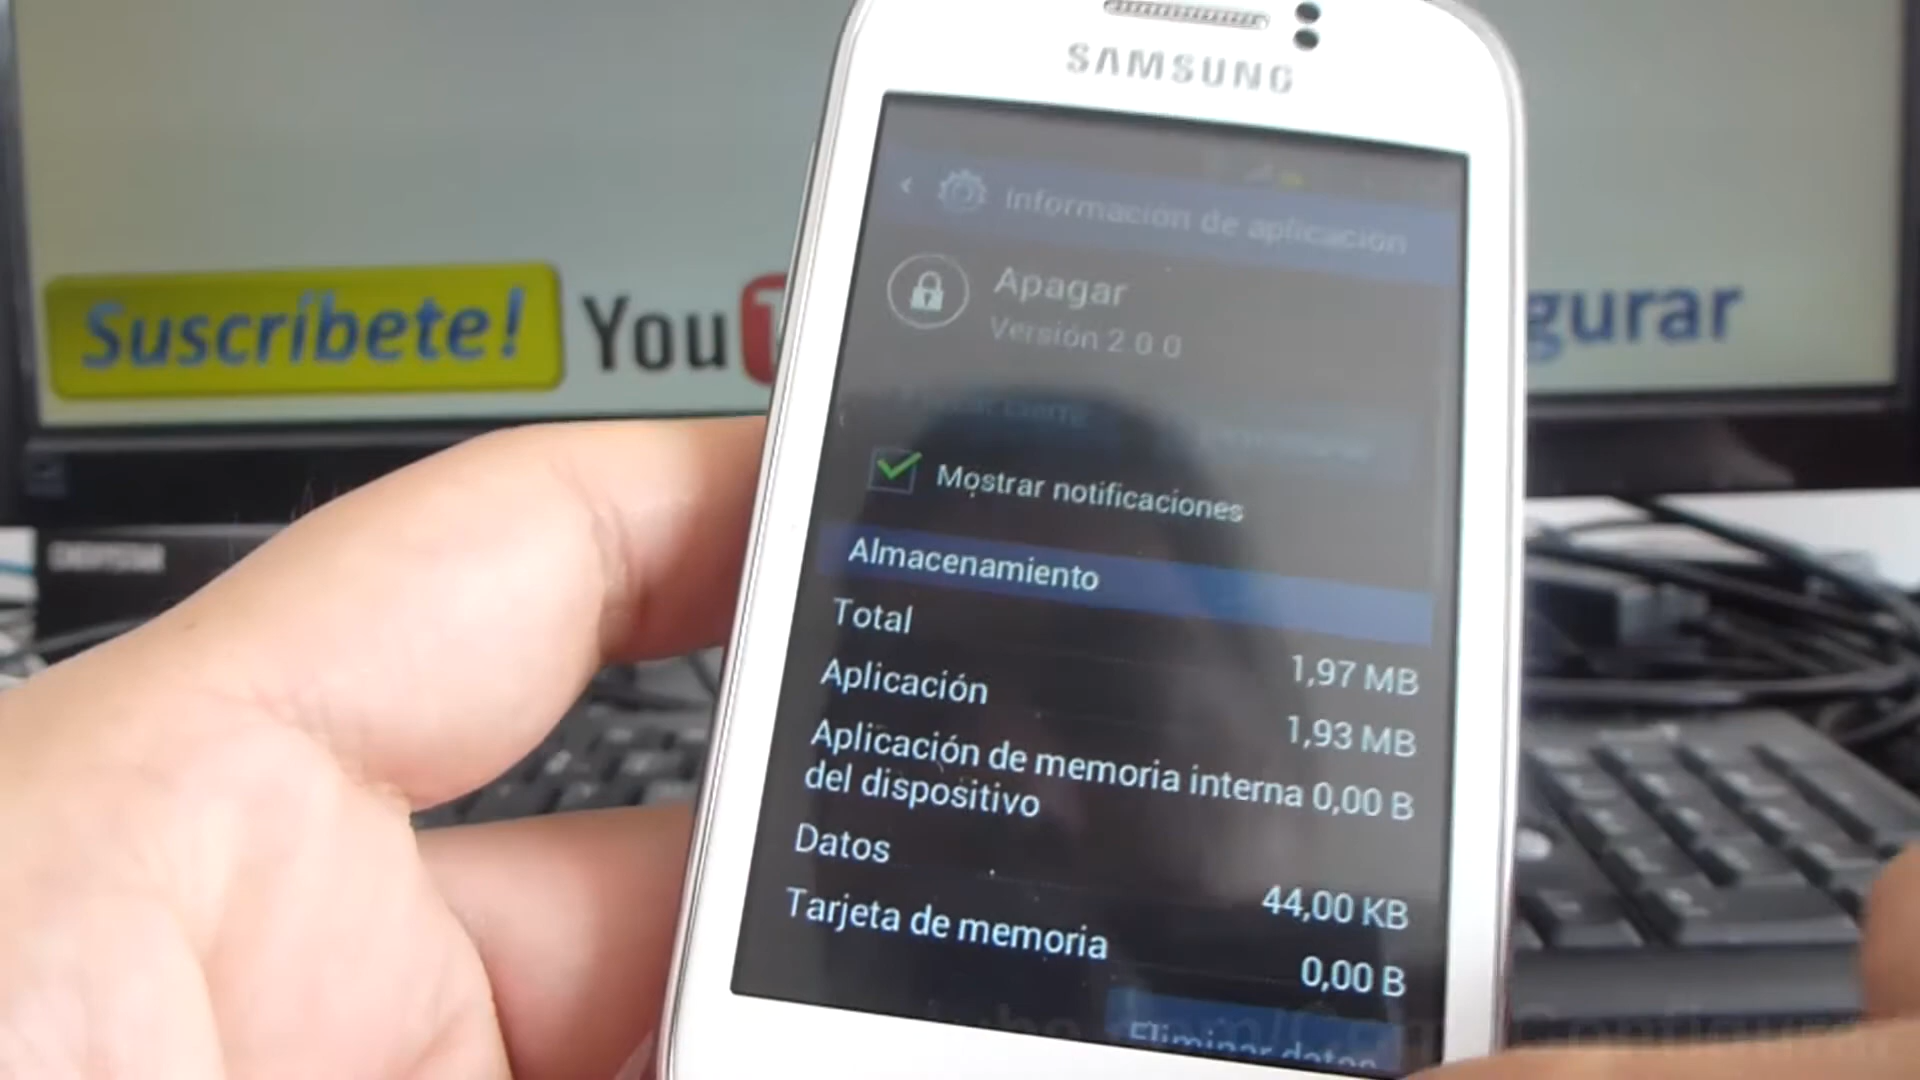 SAMSUNG
Información de aplicación
Apagar
Versión 2.0.0
Mostrar notificaciones
Almacenamiento
Total
1,97 MB
Aplicación
1,93 MB
Aplicación de memoria interna 0,00 B
del dispositivo
Datos
44,00 KB
Tarjeta de memoria
0,00 B
Eliminar datos
Suscríbete!
You
gurar